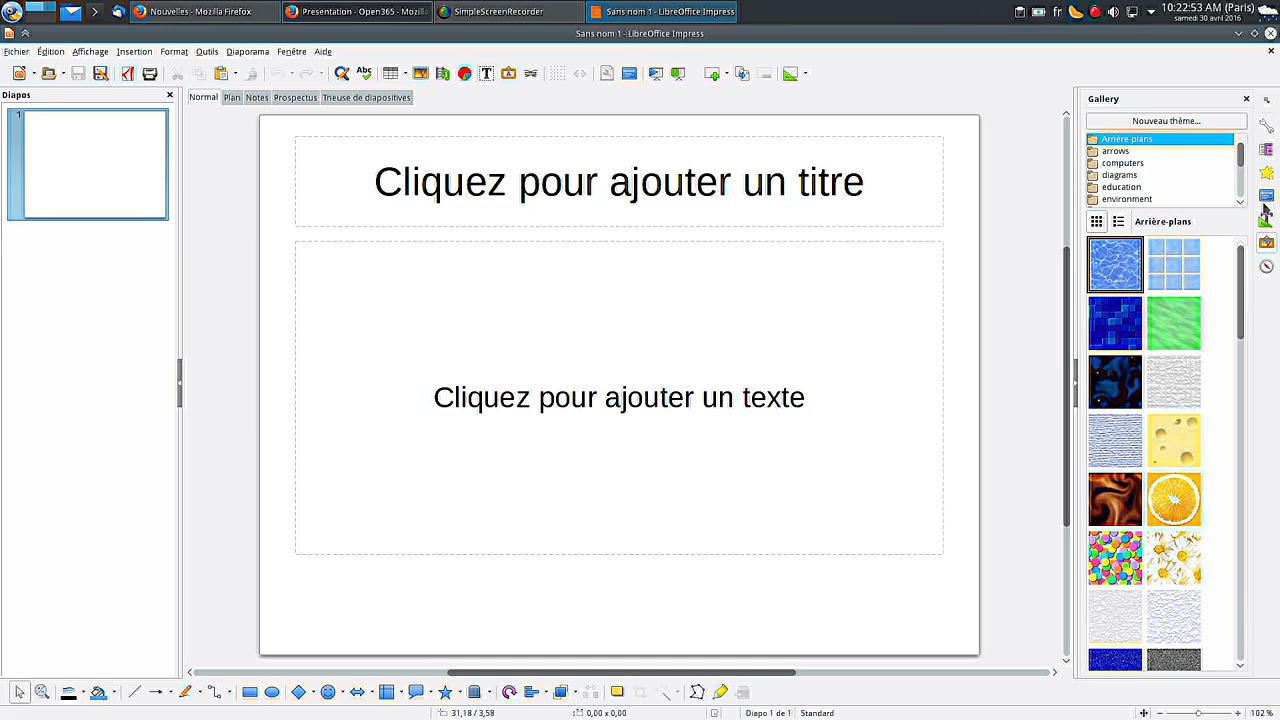 Nouvelles - Mozilla Firefox
Presentation - Open365 - Mozill
SimpleScreenRecorder
Sans nom 1 - LibreOffice Impress
fr
10:22:53 AM (Paris)
samedi 30 avril 2016
Sans nom 1 - LibreOffice Impress
Fichier Édition Affichage Insertion Format Outils Diaporama Fenêtre Aide
Abc
T
Diapos
Normal Plan Notes Prospectus Trieuse de diapositives
1
Cliquez pour ajouter un titre
Cliquez pour ajouter un texte
Gallery
Nouveau thème...
Arrière-plans
arrows
computers
diagrams
education
environment
Arrière-plans
31,18 / 3,58
0,00 x 0,00
Diapo 1 de 1
Standard
102 %